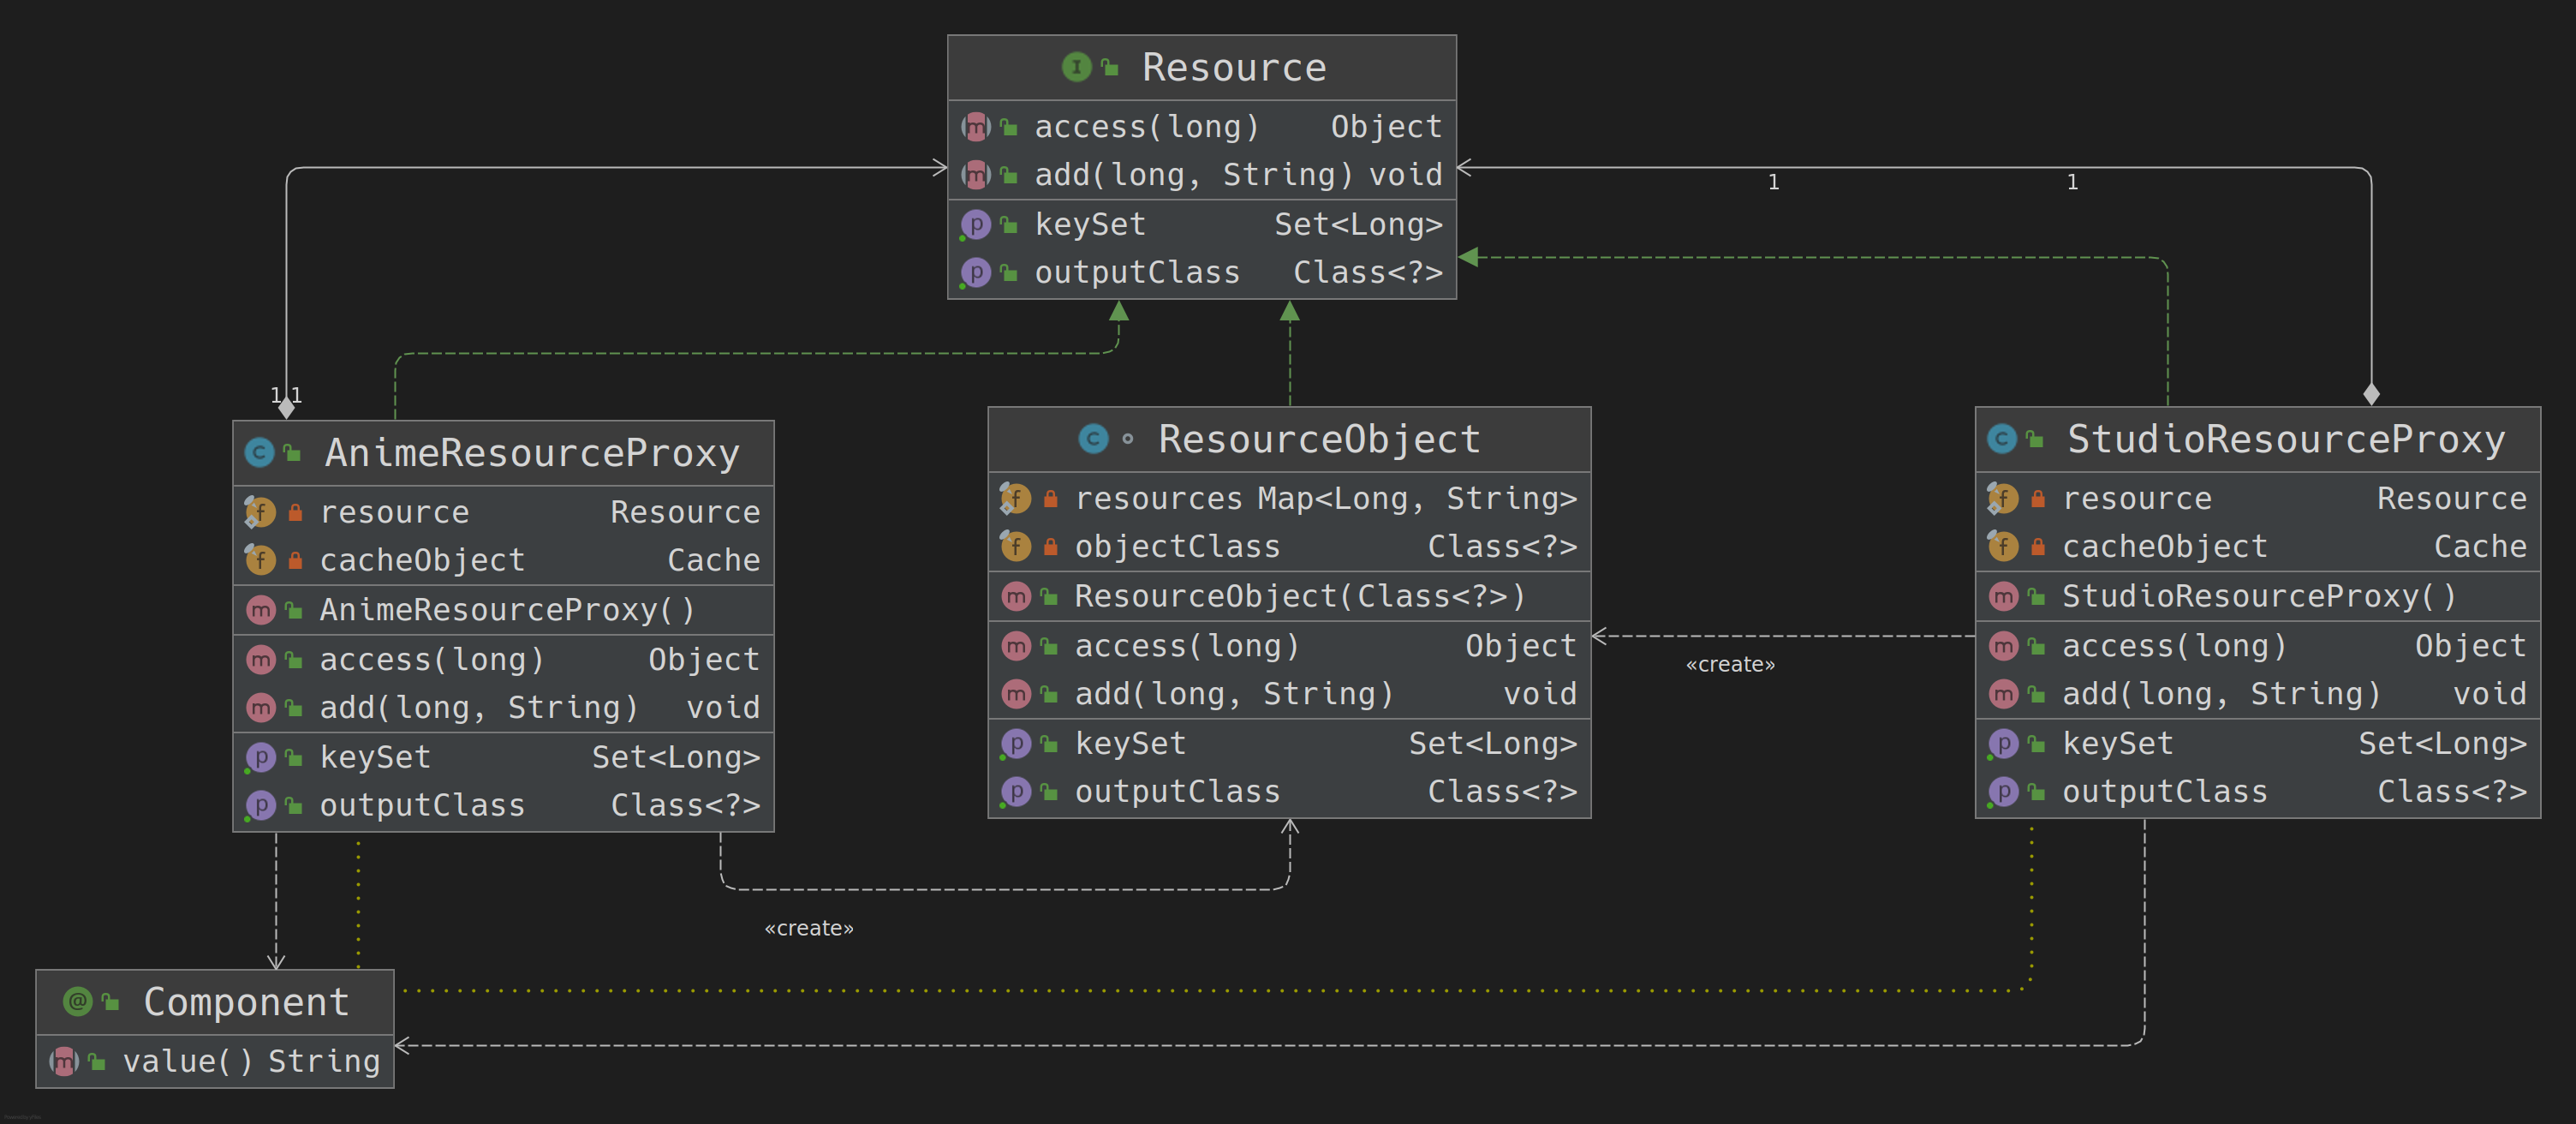 Resource
access(long) Object
add(long, String) void
keySet Set<Long>
outputClass Class<?>
1 1
1 1
AnimeResourceProxy
resource Resource
cacheObject Cache
AnimeResourceProxy()
access(long) Object
add(long, String) void
keySet Set<Long>
outputClass Class<?>
ResourceObject
resources Map<Long, String>
objectClass Class<?>
ResourceObject(Class<?>)
access(long) Object
add(long, String) void
keySet Set<Long>
outputClass Class<?>
«create»
StudioResourceProxy
resource Resource
cacheObject Cache
StudioResourceProxy()
access(long) Object
add(long, String) void
keySet Set<Long>
outputClass Class<?>
«create»
Component
value() String